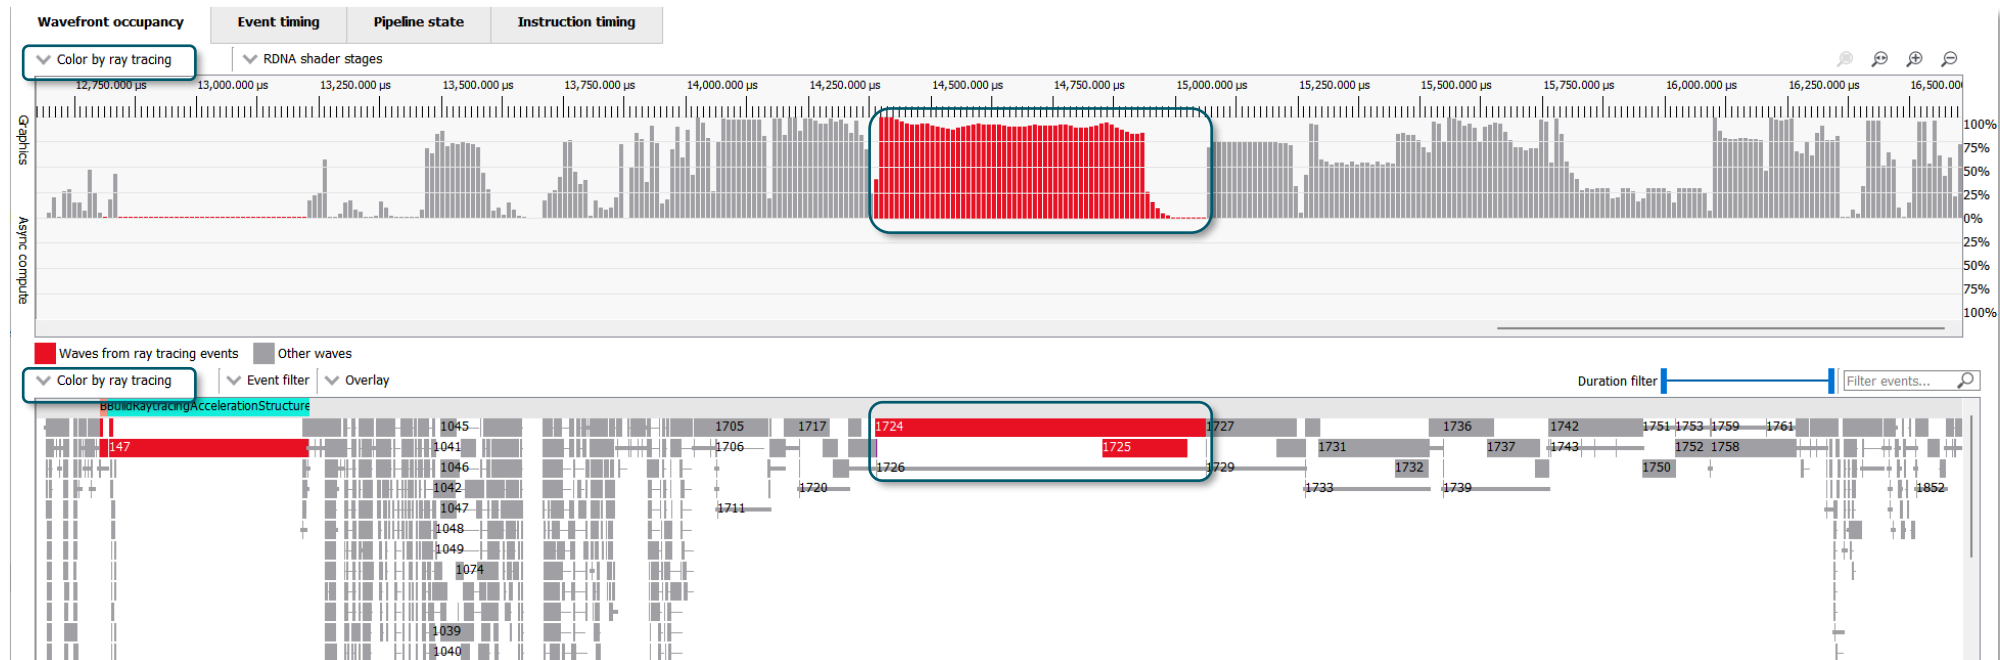 Wavefront occupancy Event timing Pipeline state Instruction timing
Color by ray tracing RDNA shader stages
12,750.000 µs 13,000.000 µs 13,250.000 µs 13,500.000 µs 13,750.000 µs 14,000.000 µs 14,250.000 µs 14,500.000 µs 14,750.000 µs 15,000.000 µs 15,250.000 µs 15,500.000 µs 15,750.000 µs 16,000.000 µs 16,250.000 µs 16,500.00
Graphics
100%
75%
50%
25%
0%
Async compute
25%
50%
75%
100%
Waves from ray tracing events Other waves
Color by ray tracing Event filter Overlay Duration filter Filter events...
BBuildRaytracingAccelerationStructure
1045 1705 1717 1724 1727 1736 1742 1751 1753 1759 1761
147 1041 1706 1725 1731 1737 1743 1752 1758
1046 1726 1729 1732 1750
1042 1720 1733 1739 1852
1047 1711
1048
1049
1074
1039
1040